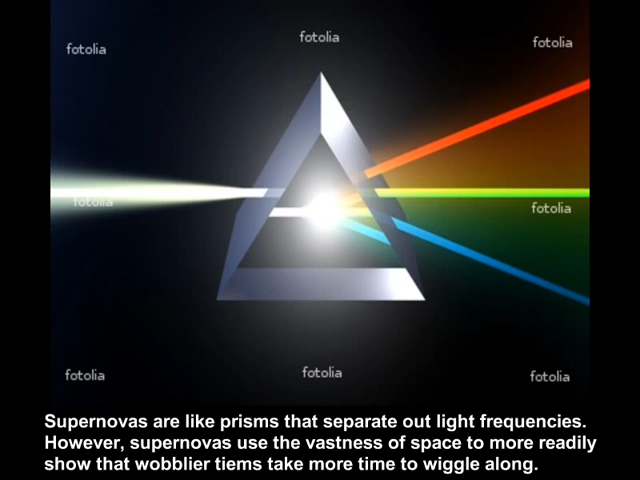 fotolia
fotolia
fotolia
fotolia
fotolia
fotolia
fotolia
fotolia
Supernovas are like prisms that separate out light frequencies.
However, supernovas use the vastness of space to more readily
show that wobblier tiems take more time to wiggle along.